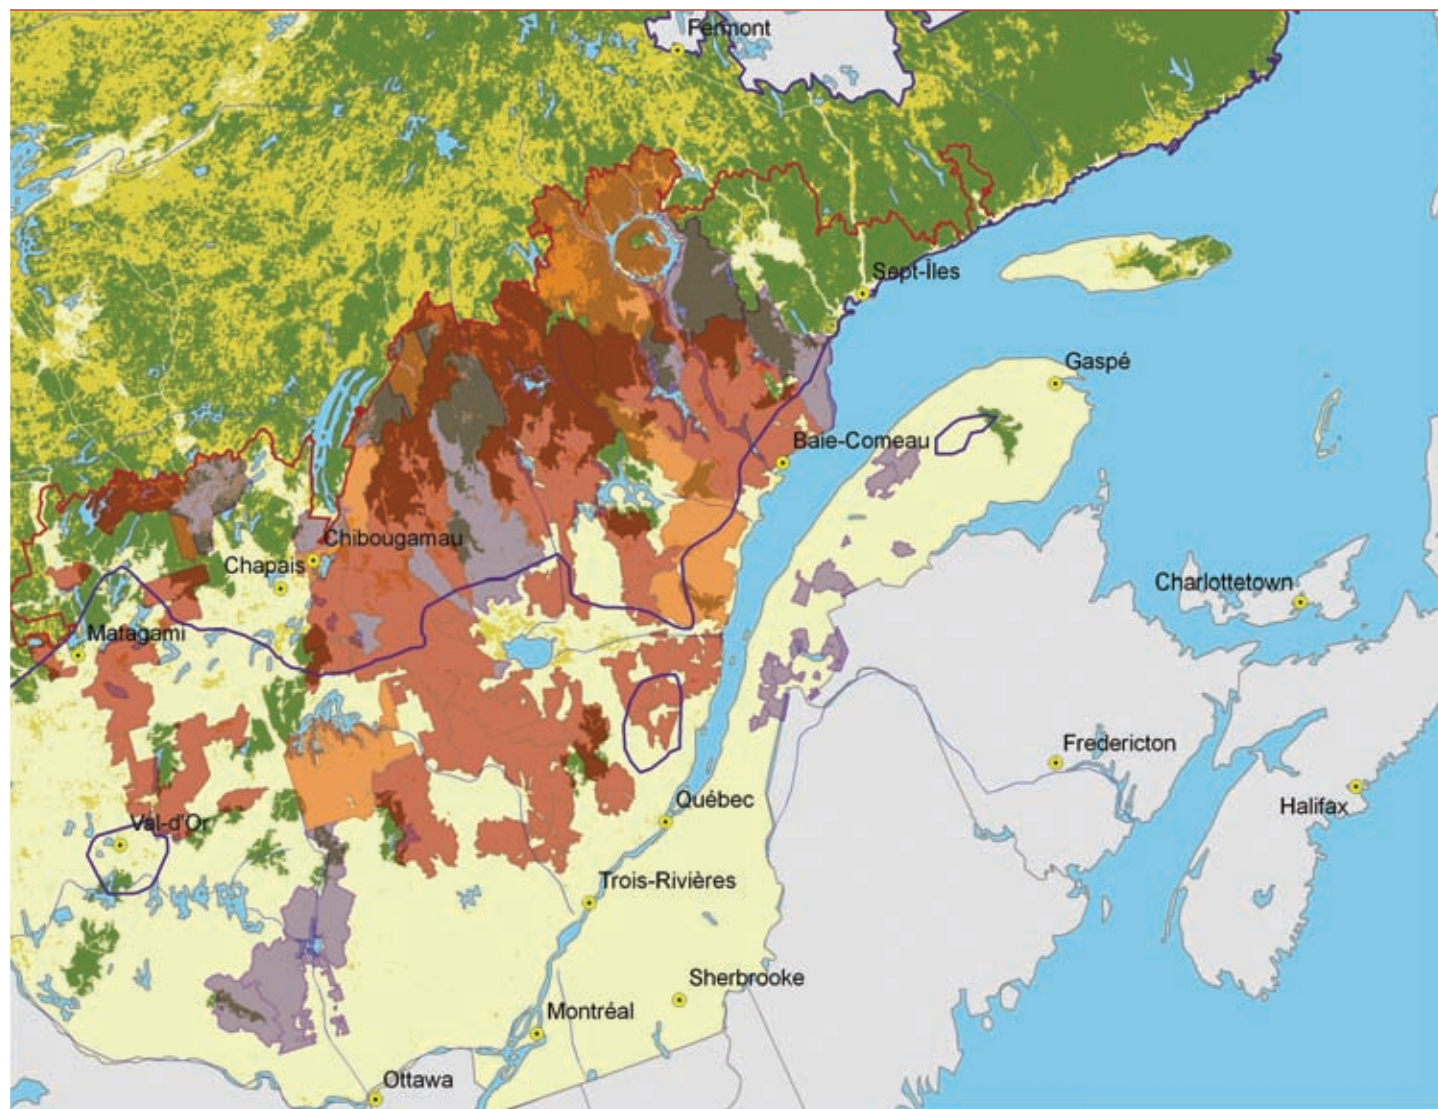 Fermont
Sept-Îles
Gaspé
Baie-Comeau
Chibougamau
Chapais
Charlottetown
Matagami
Fredericton
Québec
Halifax
Val-d'Or
Trois-Rivières
Sherbrooke
Montréal
Ottawa